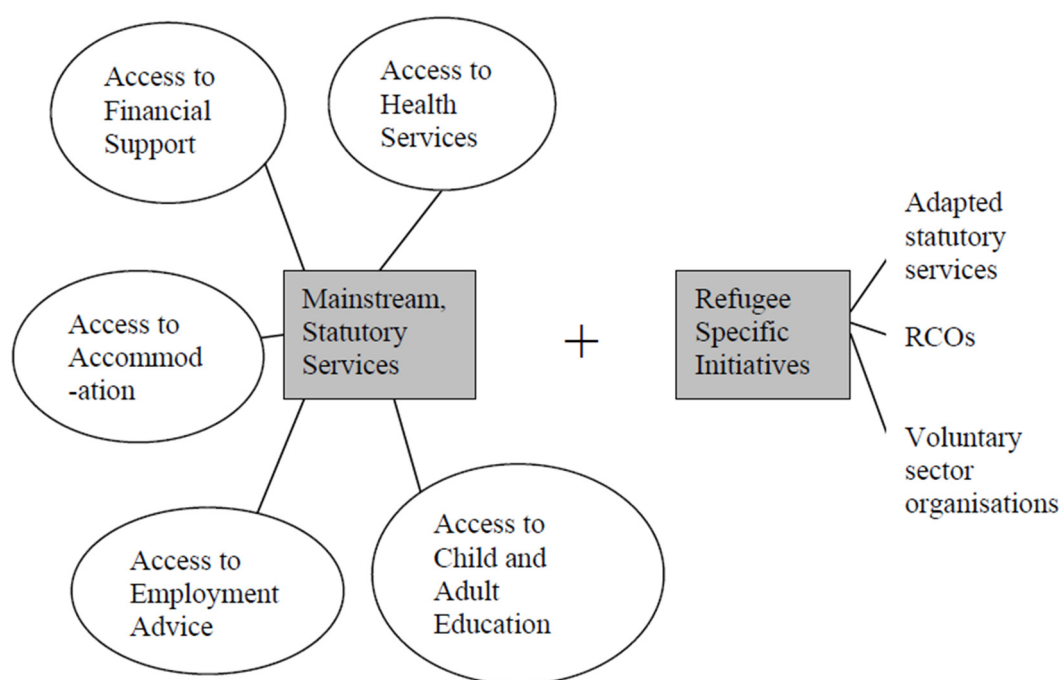 Access to
Financial
Support
Access to
Health
Services
Access to
Accommod
-ation
Mainstream,
Statutory
Services
+
Refugee
Specific
Initiatives
Adapted
statutory
services
RCOs
Voluntary
sector
organisations
Access to
Employment
Advice
Access to
Child and
Adult
Education